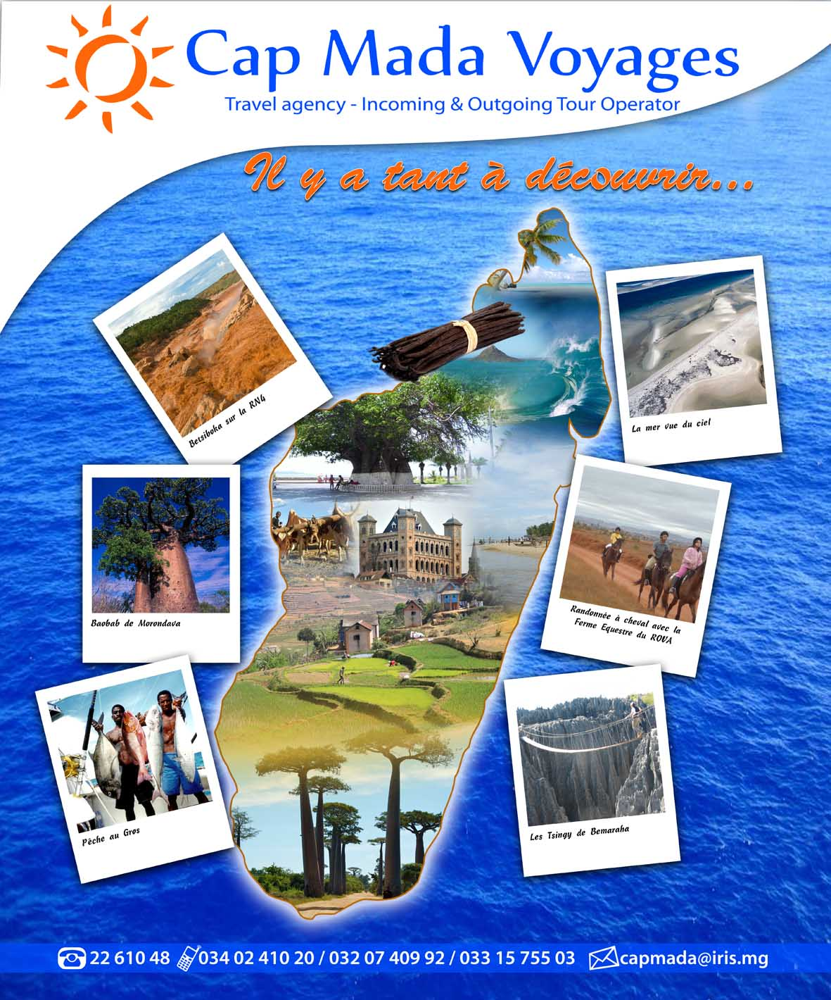 Cap Mada Voyages
Travel agency - Incoming & Outgoing Tour Operator
Il y a tant à découvrir...
Betsiboka sur la RN4
La mer vue du ciel
Baobab de Morondava
Randonnée à cheval avec la
Ferme Equestre du ROVA
Pêche au Gros
Les Tsingy de Bemaraha
22 610 48 034 02 410 20 / 032 07 409 92 / 033 15 755 03 capmada@iris.mg